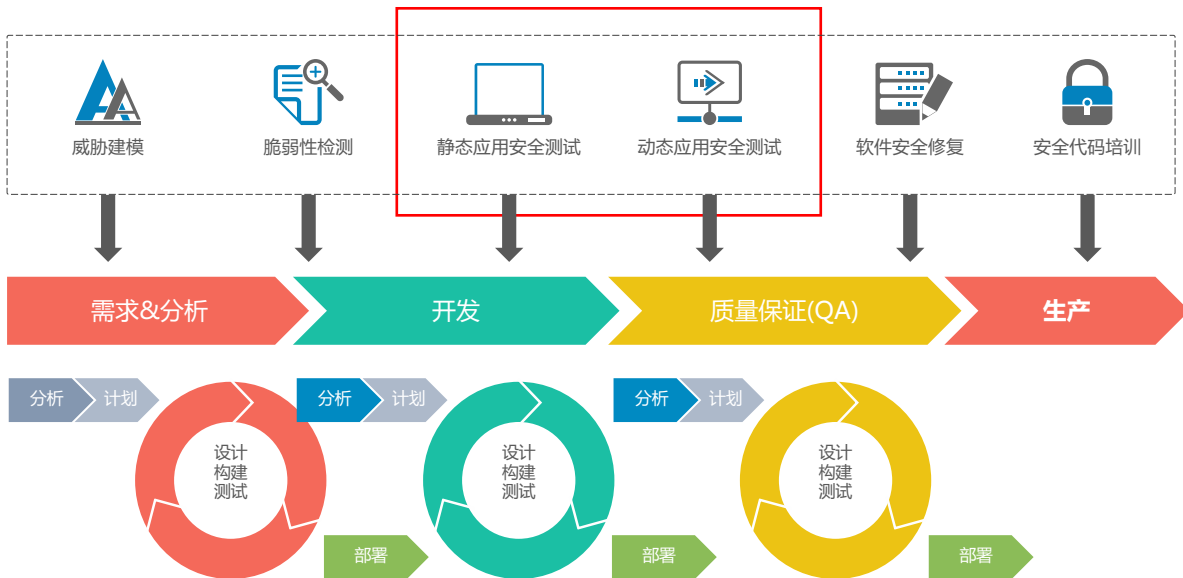 威胁建模
脆弱性检测
静态应用安全测试
动态应用安全测试
软件安全修复
安全代码培训
需求&分析
开发
质量保证(QA)
生产
分析
计划
设计
构建
测试
部署
分析
计划
设计
构建
测试
部署
分析
计划
设计
构建
测试
部署